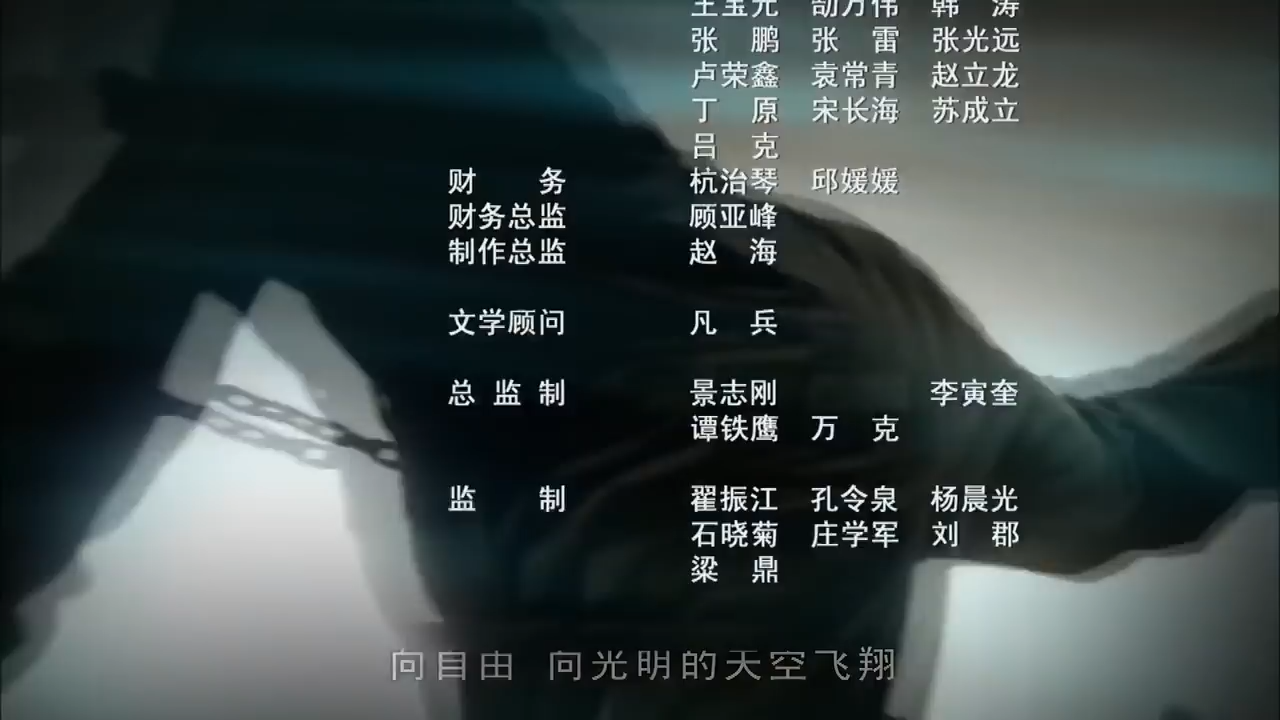 韩 涛
张 鹏 张 雷 张光远
卢荣鑫 袁常青 赵立龙
丁 原 宋长海 苏成立
吕 克
财 务 杭治琴 邱媛媛
财务总监 顾亚峰
制作总监 赵 海
文学顾问 凡 兵
总 监 制 景志刚 李寅奎
谭铁鹰 万 克
监 制 翟振江 孔令泉 杨晨光
石晓菊 庄学军 刘 郡
梁 鼎
向自由 向光明的天空飞翔